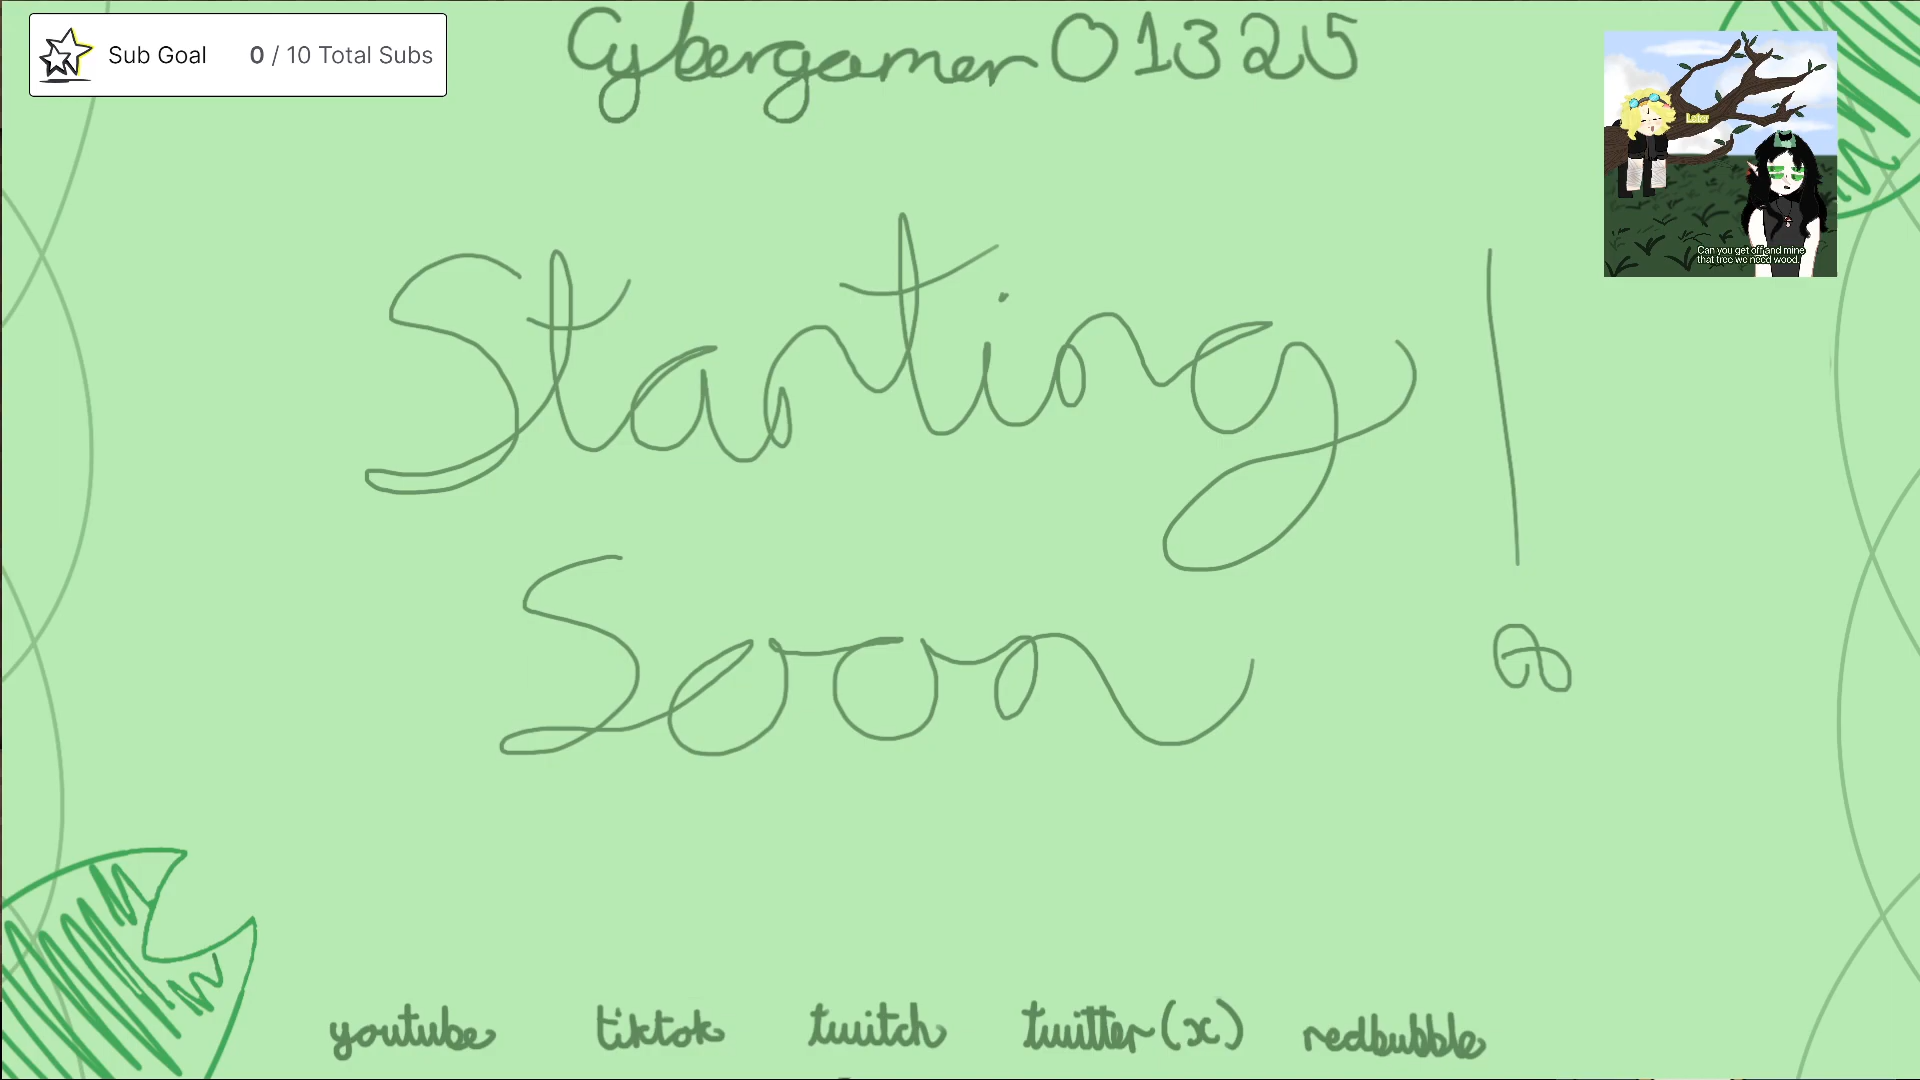 Sub Goal 0 / 10 Total Subs
Cybergamer01325
Later
Can you get off and mine
that tree we need wood.
Starting !
Soon
youtube tiktok twitch twitter(x) redbubble